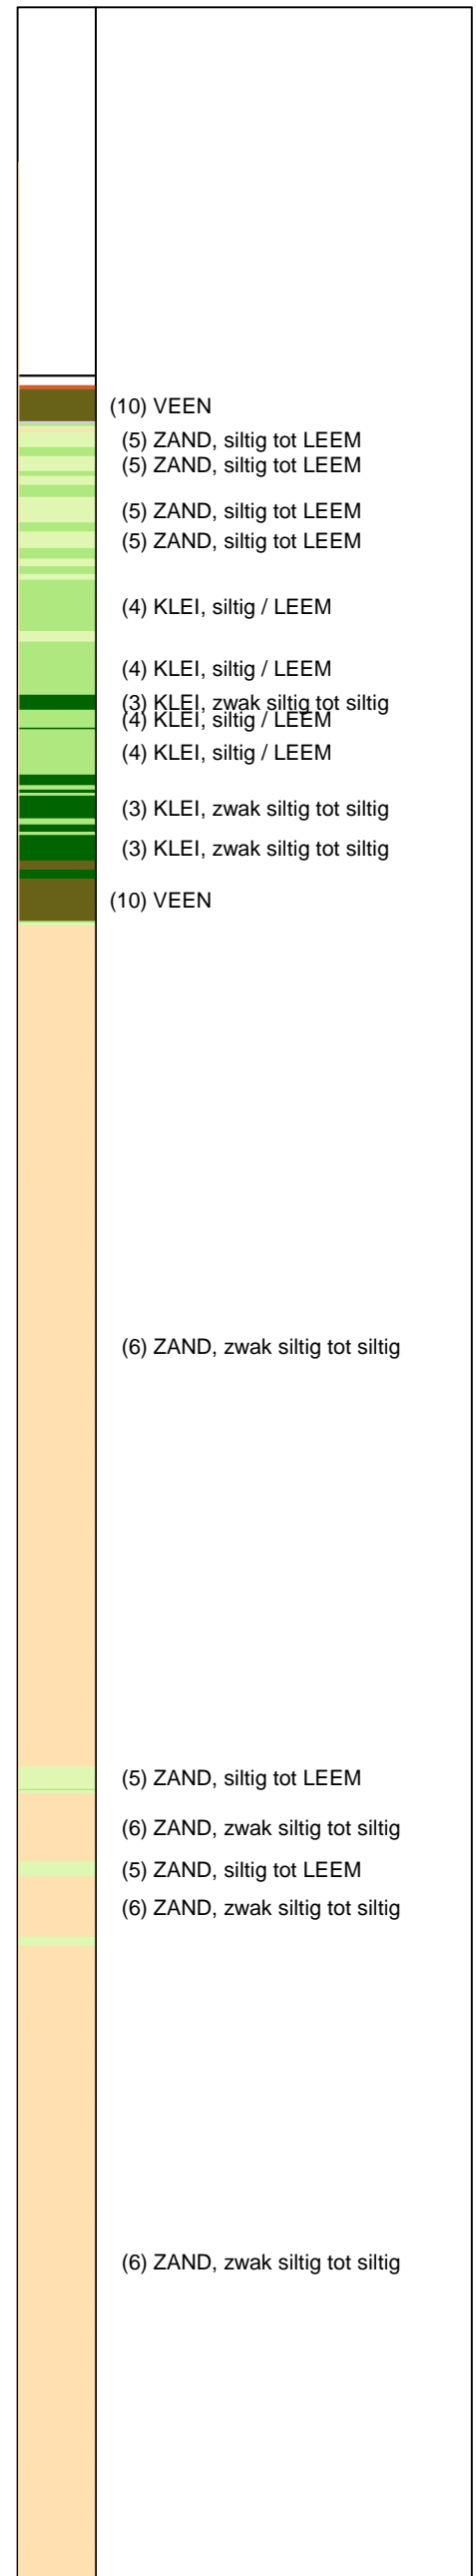 (10) VEEN
(5) ZAND, siltig tot LEEM
(5) ZAND, siltig tot LEEM
(5) ZAND, siltig tot LEEM
(5) ZAND, siltig tot LEEM
(4) KLEI, siltig / LEEM
(4) KLEI, siltig / LEEM
(3) KLEI, zwak siltig tot siltig
(4) KLEI, siltig / LEEM
(4) KLEI, siltig / LEEM
(3) KLEI, zwak siltig tot siltig
(3) KLEI, zwak siltig tot siltig
(10) VEEN
(6) ZAND, zwak siltig tot siltig
(5) ZAND, siltig tot LEEM
(6) ZAND, zwak siltig tot siltig
(5) ZAND, siltig tot LEEM
(6) ZAND, zwak siltig tot siltig
(6) ZAND, zwak siltig tot siltig